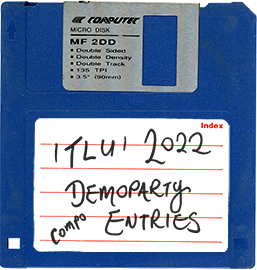 COMPUTEC
MICRO DISK
MF 2DD
• Double Sided
• Double Density
• Double Track
• 135 TPI
• 3.5" (90mm)
Index
ITLU' 2022
DEMOPARTY
COMPO ENTRIES